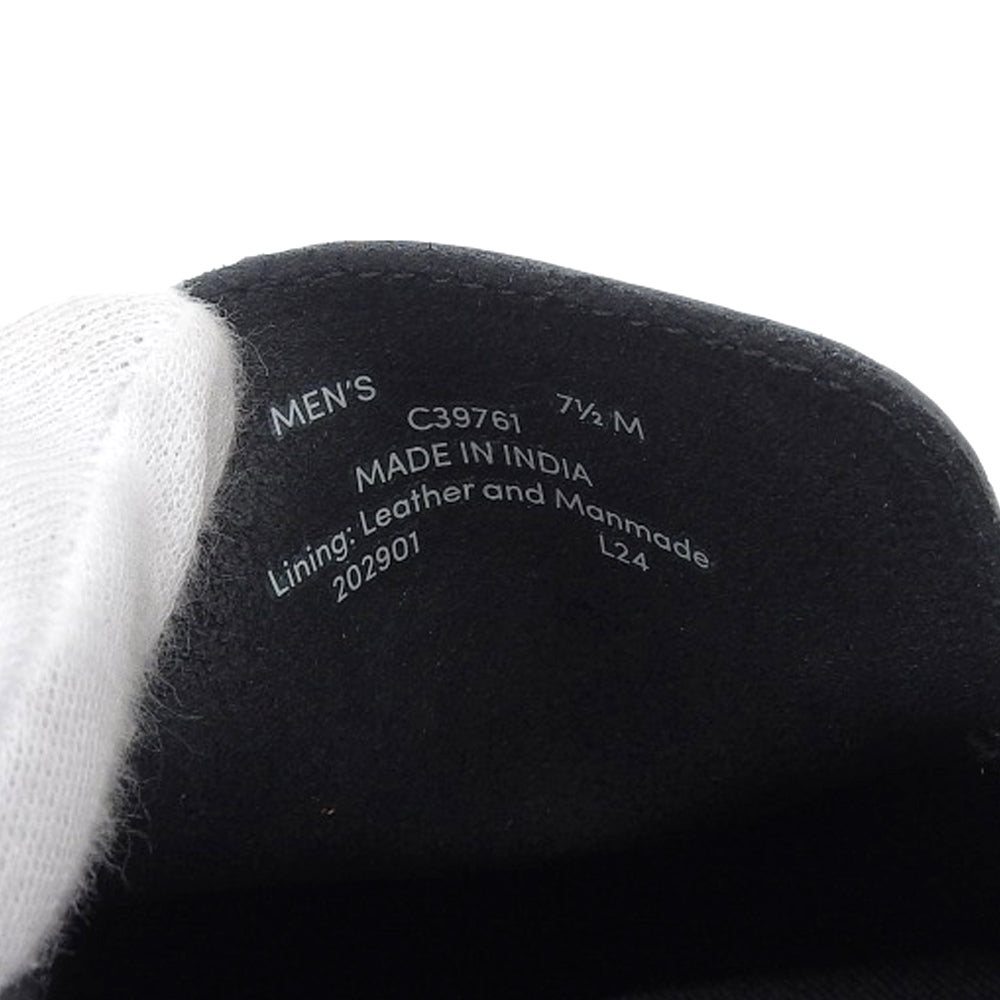 MEN'S C39761 7½ M
MADE IN INDIA
Lining: Leather and Manmade
202901 L24